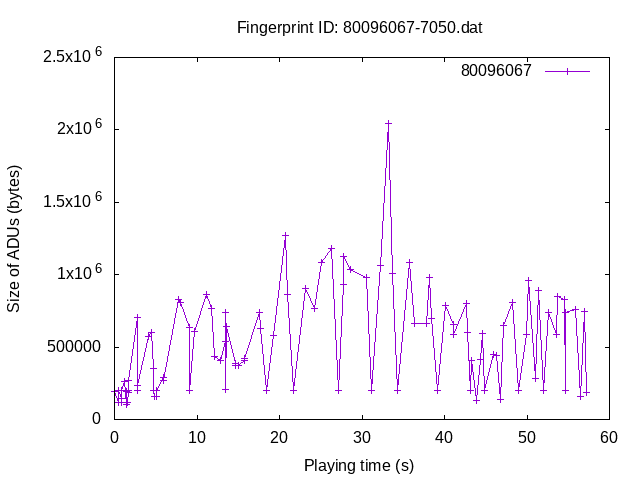 Fingerprint ID: 80096067-7050.dat
80096067
2.5x10 6
2x10 6
1.5x10 6
1x10 6
500000
0
Size of ADUs (bytes)
0 10 20 30 40 50 60
Playing time (s)